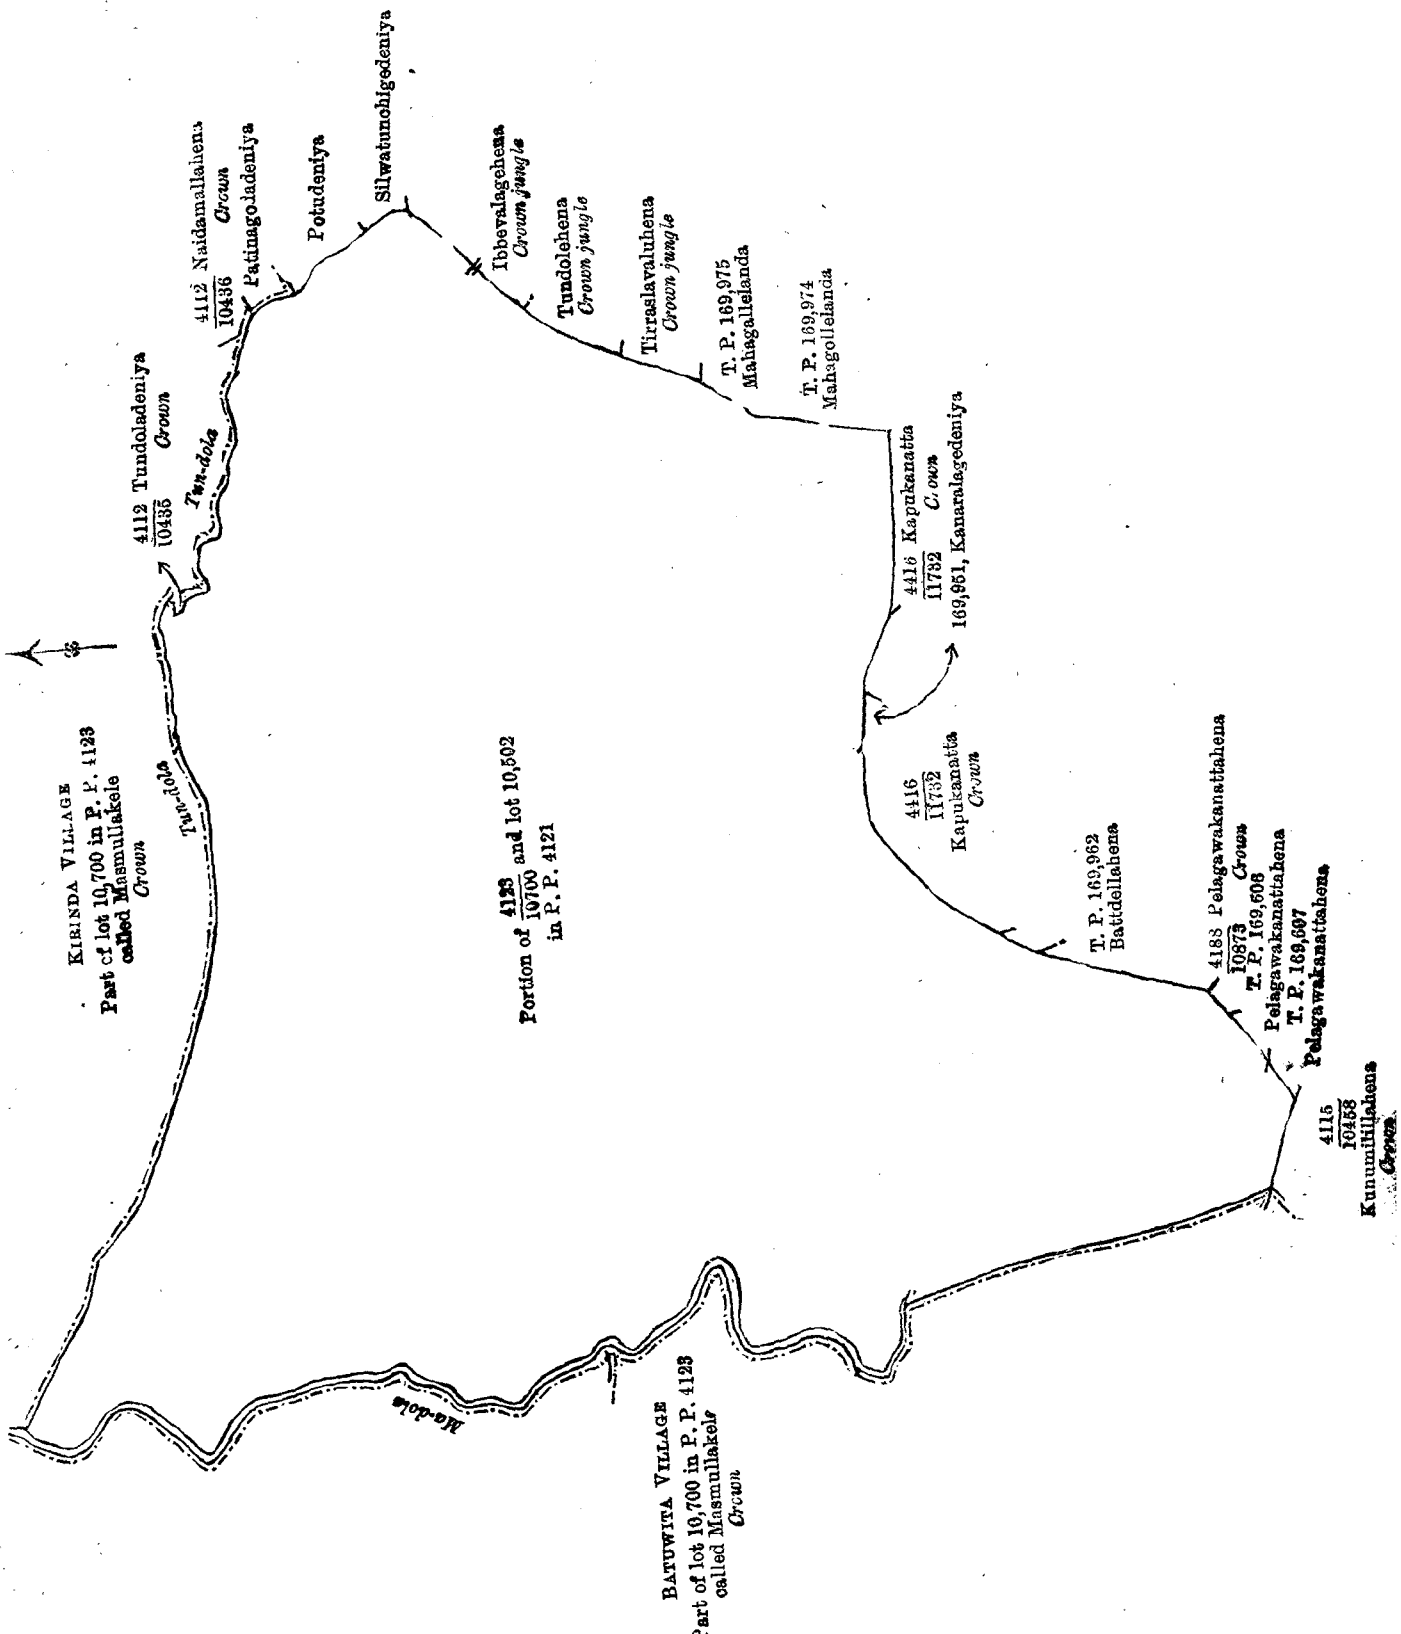 KIRINDA VILLAGE
Part of lot 10,700 in P. P. 4123
called Masmullakele
Crown
Tun-dola
4112 Tundoladeniya
10435 Crown
Tun-dola
4112 Naidamallahena
10436 Crown
Patinagoladeniya
Potudeniya
Silwatunohigedeniya
Ibbevalagehena
Crown jungle
Tundolehena
Crown jungle
Tirraslavaluhena
Crown jungle
T. P. 169,975
Mahagallelanda
T. P. 169,974
Mahagollelanda
4416 Kapukanatta
11732 Crown
169,951, Kanaralagedeniya
4416
11732
Kapukanatta
Crown
T. P. 169,962
Battdellahena
4188 Pelagawakanattahena
10873 Crown
T. P. 169,608
Pelagawakanattahena
T. P. 169,607
Pelagawakanattahena
4115
10458
Kunumilillahena
Crown
Portion of 4123 and lot 10,502
10700
in P. P. 4121
Ma-dola
BATUWITA VILLAGE
Part of lot 10,700 in P. P. 4123
called Masmullakele
Crown